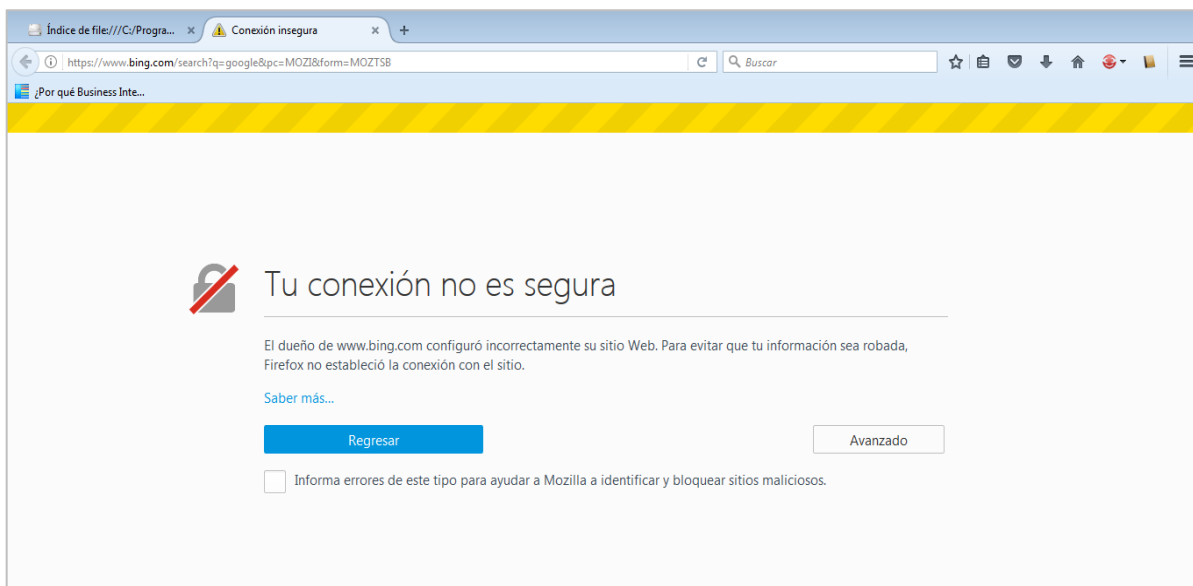 Índice de file:///C:/Progra...
Conexión insegura
https://www.bing.com/search?q=google&pc=MOZI&form=MOZTSB
Buscar
¿Por qué Business Inte...
Tu conexión no es segura
El dueño de www.bing.com configuró incorrectamente su sitio Web. Para evitar que tu información sea robada,
Firefox no estableció la conexión con el sitio.
Saber más...
Regresar
Avanzado
Informa errores de este tipo para ayudar a Mozilla a identificar y bloquear sitios maliciosos.